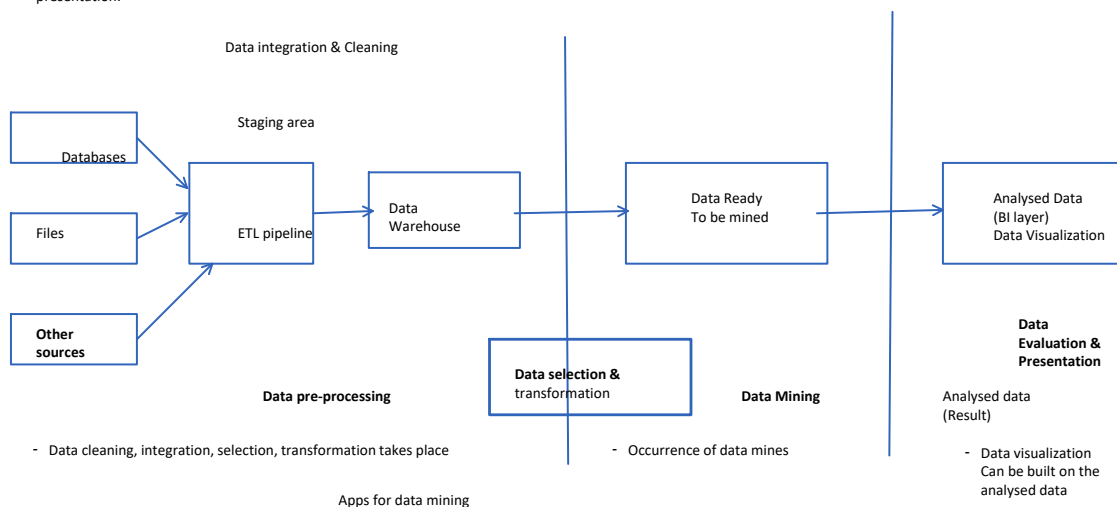 presentation.
Data integration & Cleaning
Staging area
Databases
Files
ETL pipeline
Data
Warehouse
Data Ready
To be mined
Analysed Data
(BI layer)
Data Visualization
Other
sources
Data
Evaluation &
Presentation
Data selection &
transformation
Data pre-processing
Data Mining
Analysed data
(Result)
- Data cleaning, integration, selection, transformation takes place
- Occurrence of data mines
- Data visualization
Can be built on the
analysed data
Apps for data mining